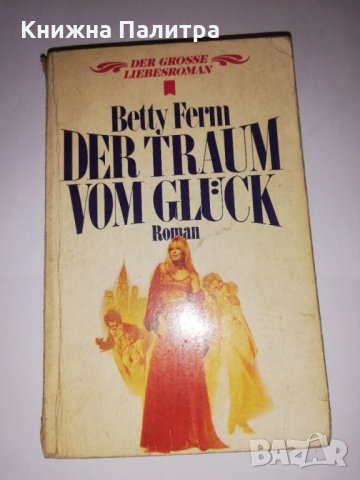 Книжна Палитра
DER GROSSE
LIEBESROMAN
Betty Ferm
DER TRAUM
VOM GLÜCK
Roman
BAZAR